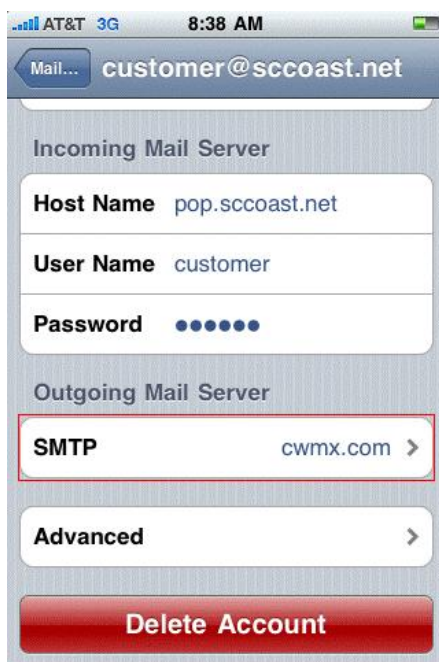 AT&T 3G 8:38 AM
Mail... customer@sccoast.net
Incoming Mail Server
Host Name pop.sccoast.net
User Name customer
Password ●●●●●●
Outgoing Mail Server
SMTP cwmx.com
Advanced
Delete Account